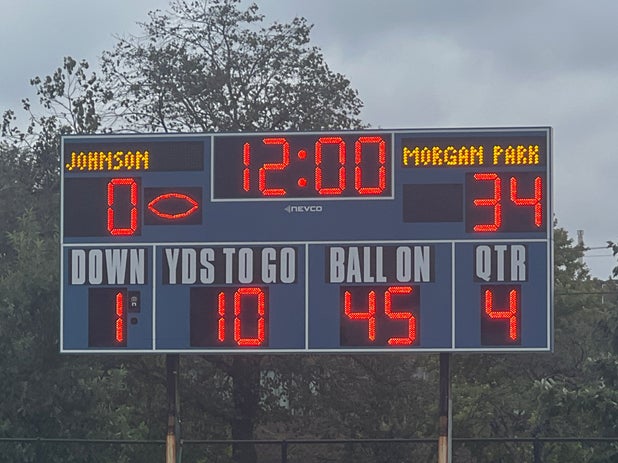 JOHNSON 12:00 MORGAN PARK
0 NEVCO 34
DOWN YDS TO GO BALL ON QTR
1 10 45 4